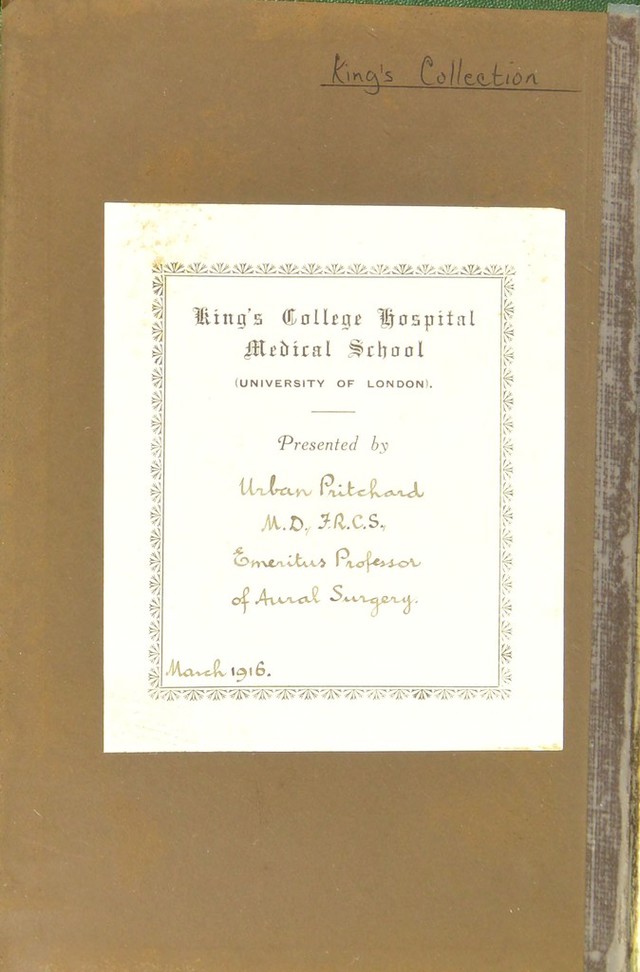 King's Collection
King's College Hospital
Medical School
(UNIVERSITY OF LONDON).
Presented by
Urban Pritchard
M.D., F.R.C.S.,
Emeritus Professor
of Aural Surgery.
March 1916.